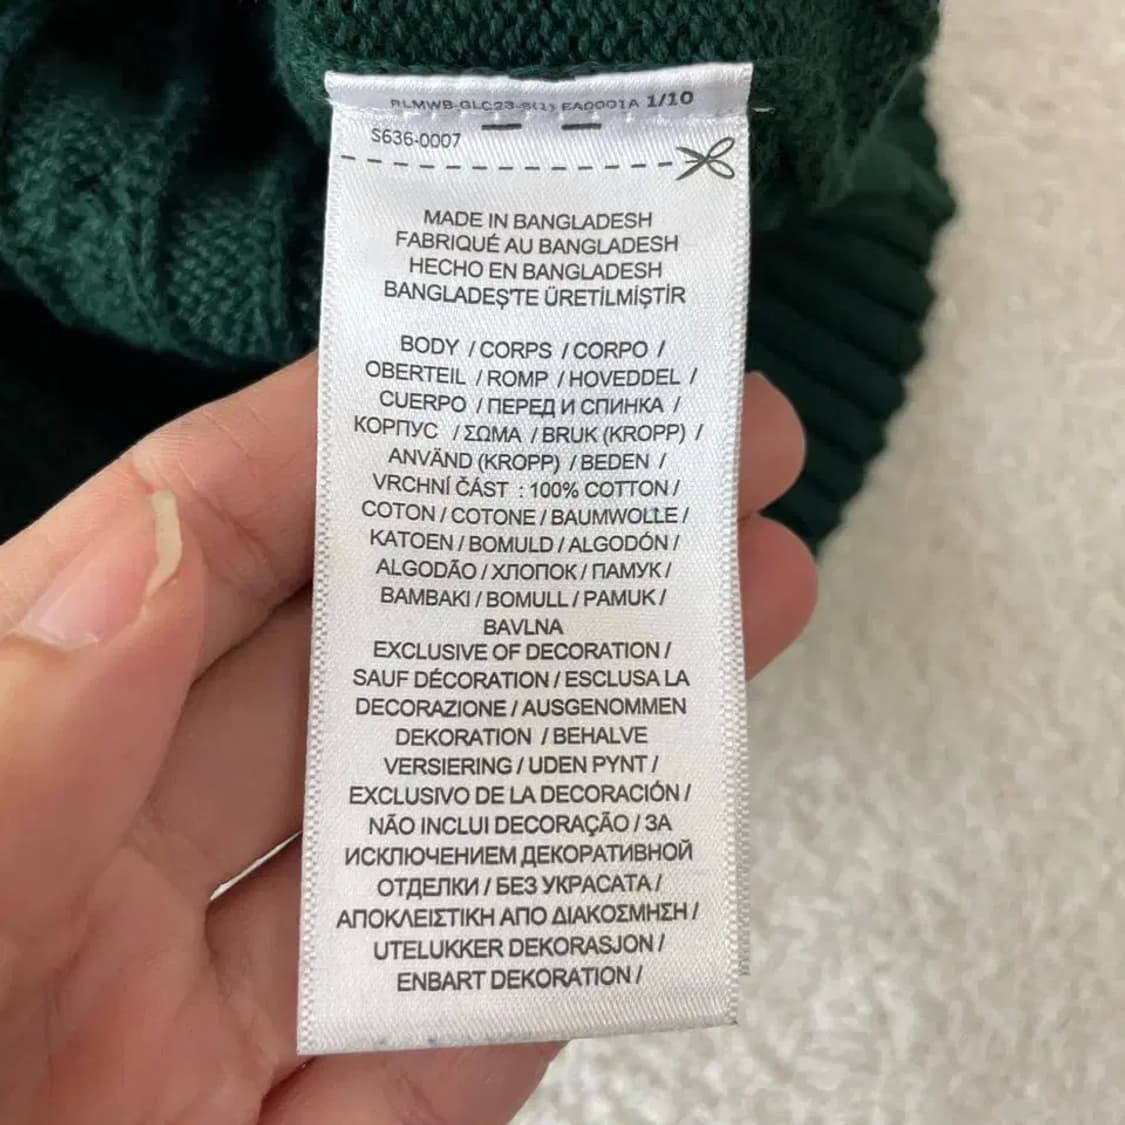 RLMWB-GLC23-S(1) EA0001A 1/10
S636-0007
MADE IN BANGLADESH
FABRIQUÉ AU BANGLADESH
HECHO EN BANGLADESH
BANGLADEŞ'TE ÜRETİLMİŞTİR
BODY / CORPS / CORPO /
OBERTEIL / ROMP / HOVEDDEL /
CUERPO / ПЕРЕД И СПИНКА /
КОРПУС / ΣΩΜΑ / BRUK (KROPP) /
ANVÄND (KROPP) / BEDEN /
VRCHNÍ ČÁST : 100% COTTON /
COTON / COTONE / BAUMWOLLE /
KATOEN / BOMULD / ALGODÓN /
ALGODÃO / ХЛОПОК / ПАМУК /
ΒΑΜΒΑΚΙ / BOMULL / PAMUK /
BAVLNA
EXCLUSIVE OF DECORATION /
SAUF DÉCORATION / ESCLUSA LA
DECORAZIONE / AUSGENOMMEN
DEKORATION / BEHALVE
VERSIERING / UDEN PYNT /
EXCLUSIVO DE LA DECORACIÓN /
NÃO INCLUI DECORAÇÃO / ЗА
ИСКЛЮЧЕНИЕМ ДЕКОРАТИВНОЙ
ОТДЕЛКИ / БЕЗ УКРАСАТА /
ΑΠΟΚΛΕΙΣΤΙΚΗ ΑΠΟ ΔΙΑΚΟΣΜΗΣΗ /
UTELUKKER DEKORASJON /
ENBART DEKORATION /